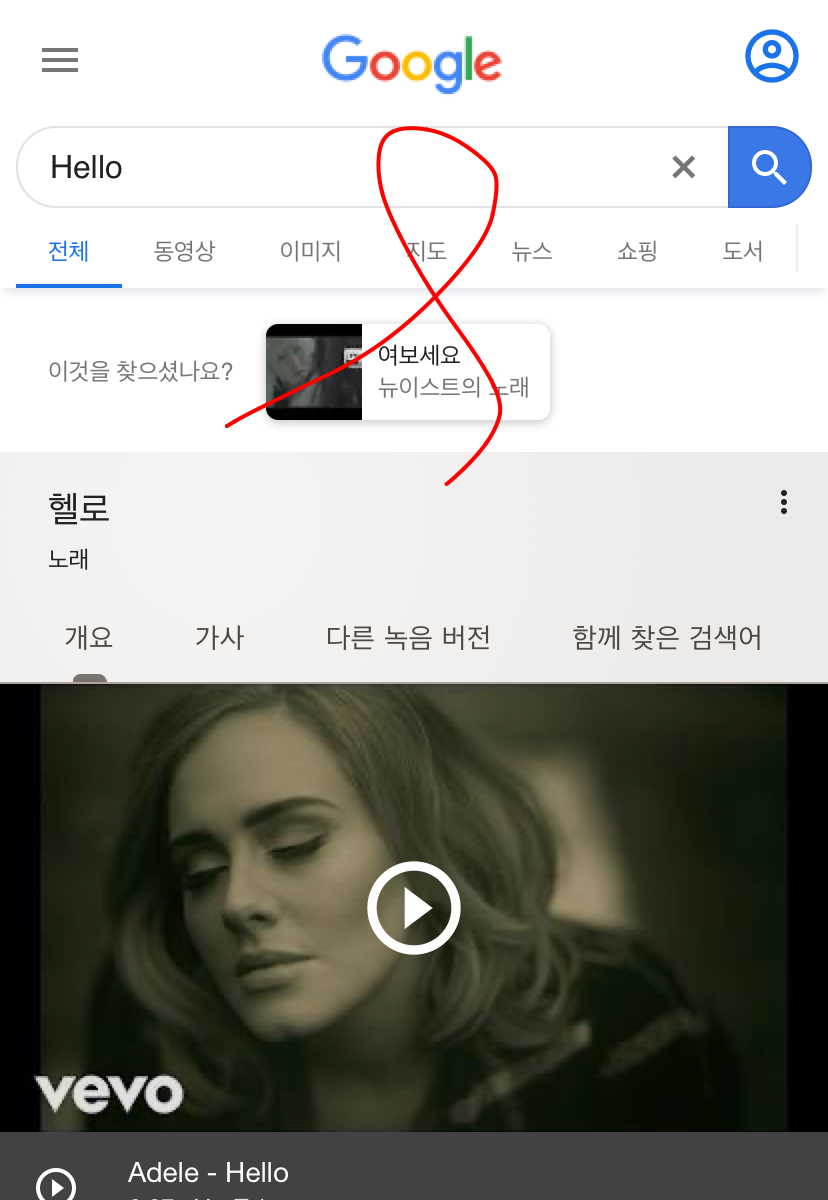 Google
Hello
전체 동영상 이미지 지도 뉴스 쇼핑 도서
이것을 찾으셨나요?
여보세요
뉴이스트의 노래
헬로
노래
개요 가사 다른 녹음 버전 함께 찾은 검색어
vevo
Adele - Hello